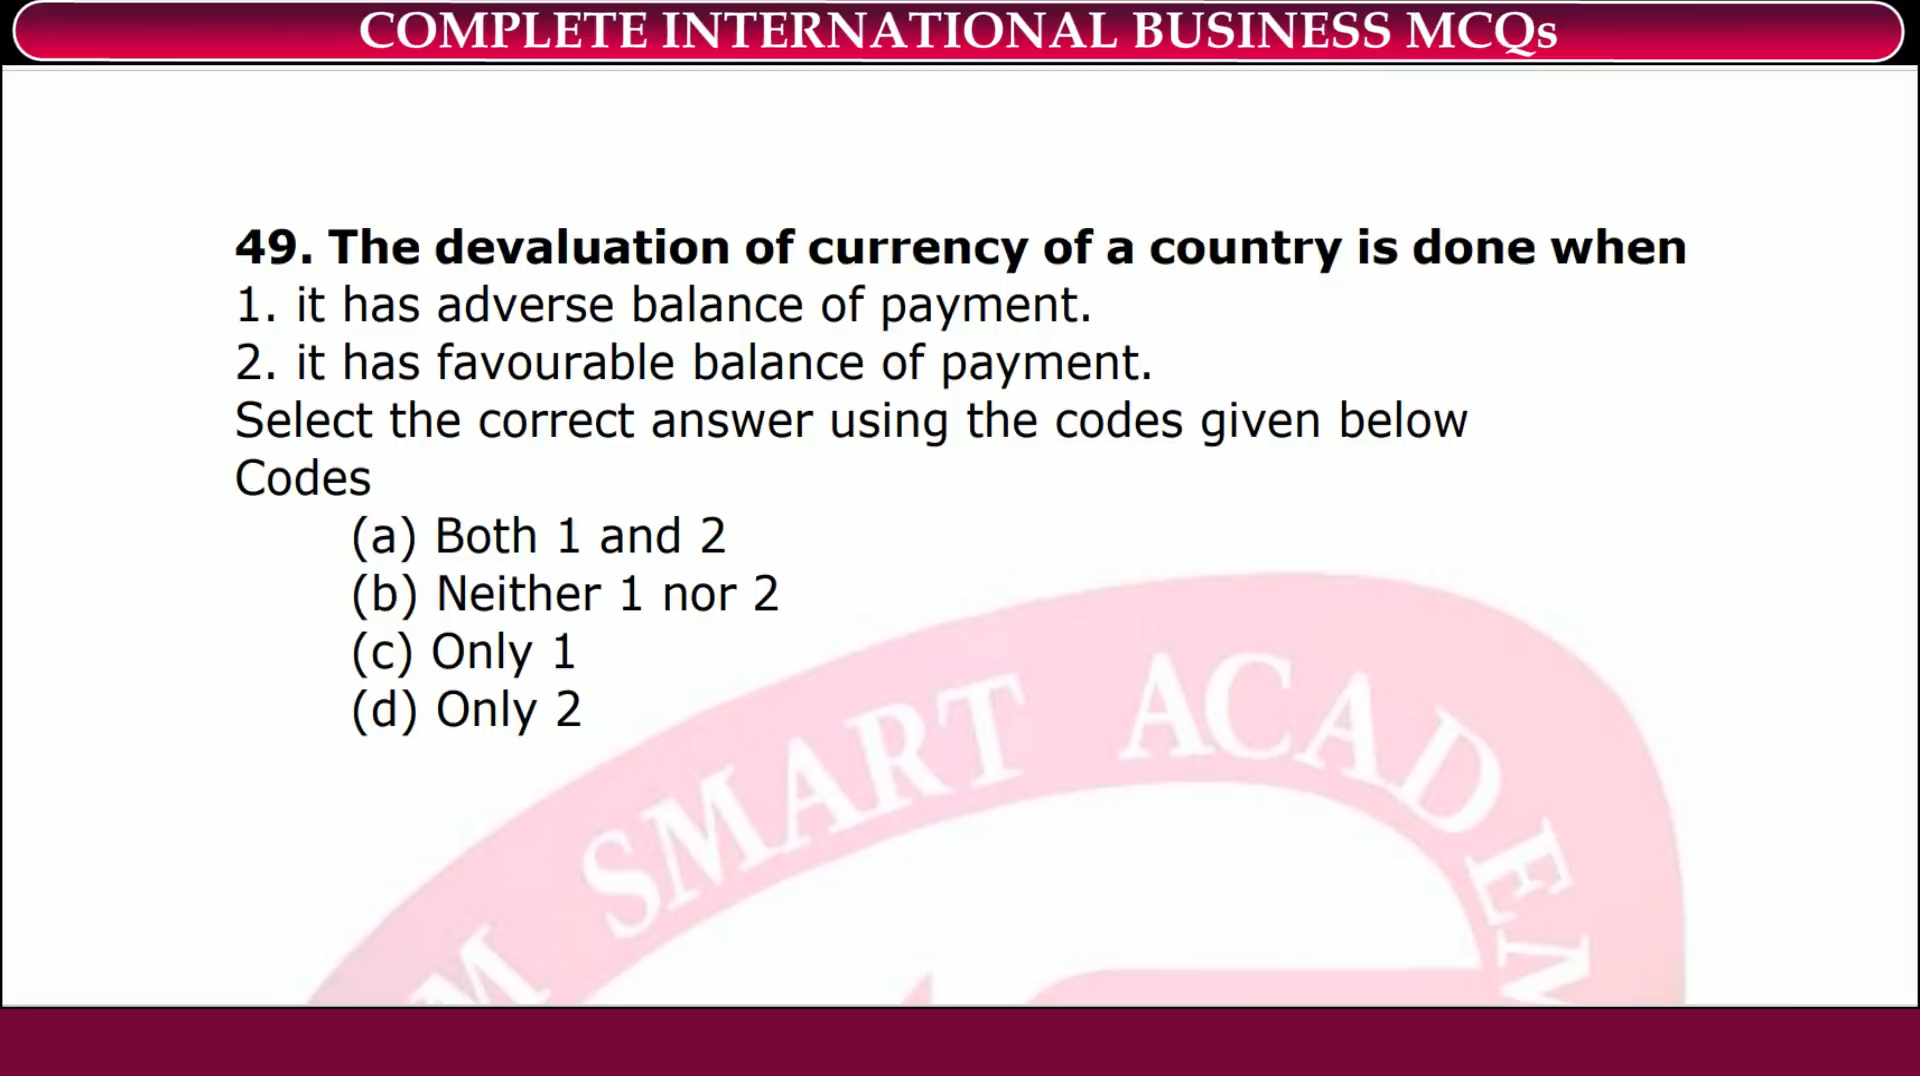 COMPLETE INTERNATIONAL BUSINESS MCQs
49. The devaluation of currency of a country is done when
1. it has adverse balance of payment.
2. it has favourable balance of payment.
Select the correct answer using the codes given below
Codes
(a) Both 1 and 2
(b) Neither 1 nor 2
(c) Only 1
(d) Only 2
M SMART ACADEM